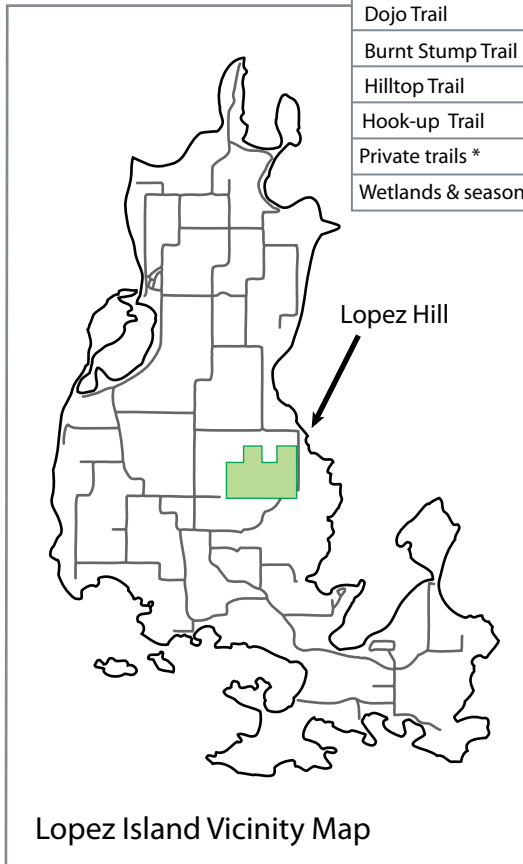 Dojo Trail
Burnt Stump Trail
Hilltop Trail
Hook-up Trail
Private trails *
Wetlands & season
Lopez Hill
Lopez Island Vicinity Map